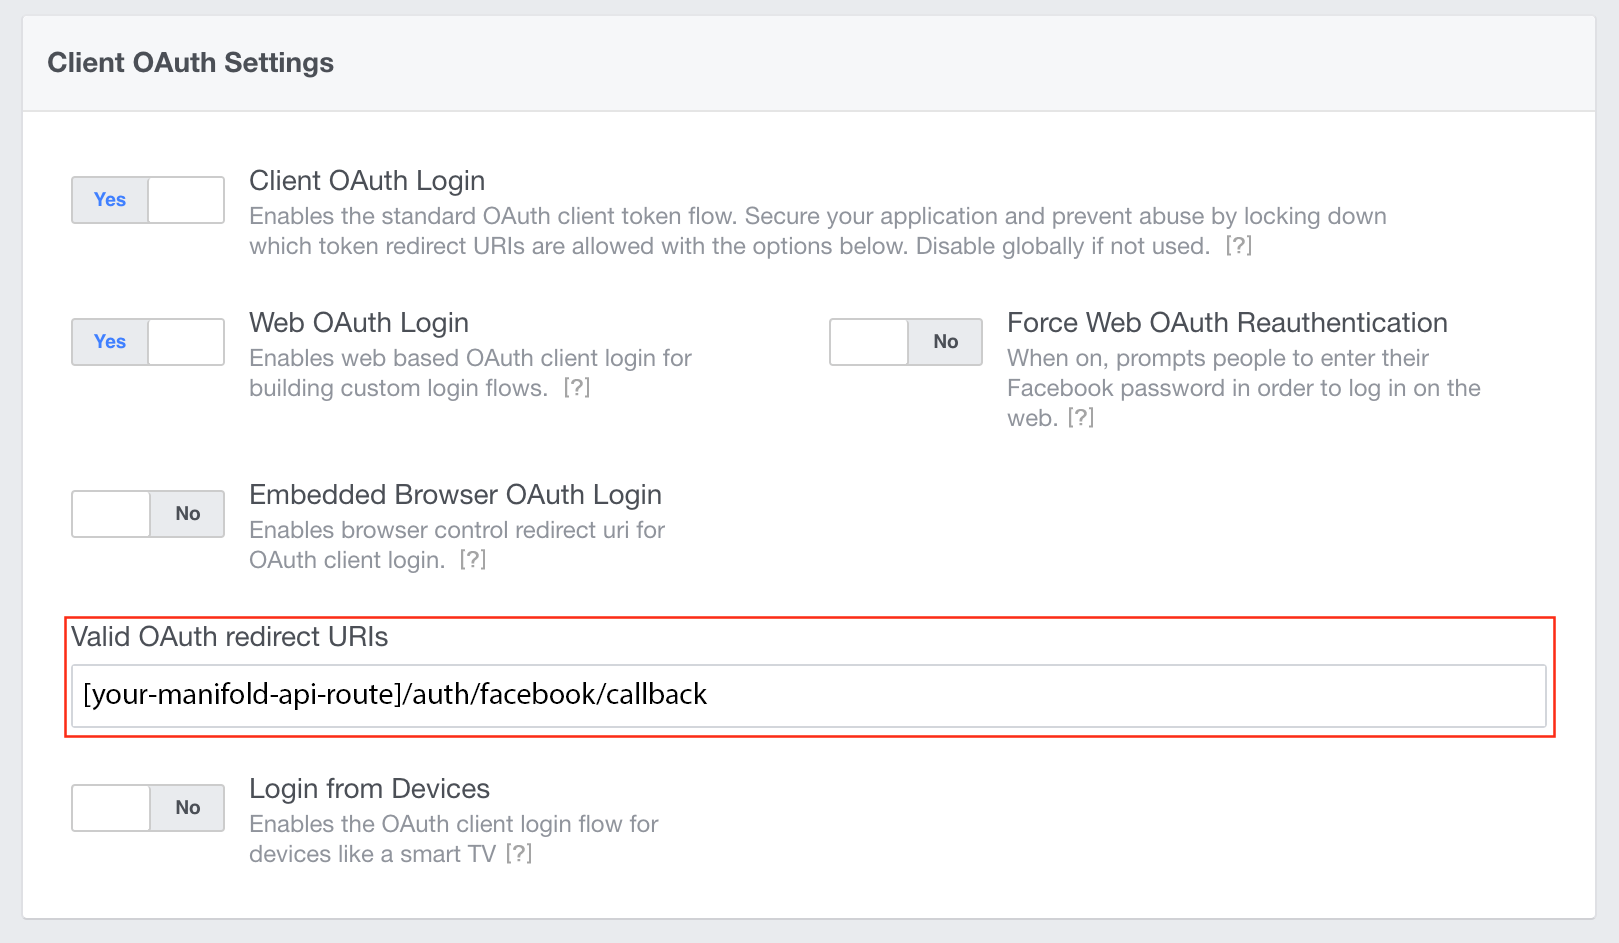 Client OAuth Settings
Yes
Client OAuth Login
Enables the standard OAuth client token flow. Secure your application and prevent abuse by locking down
which token redirect URIs are allowed with the options below. Disable globally if not used. [?]
Yes
Web OAuth Login
Enables web based OAuth client login for
building custom login flows. [?]
No
Force Web OAuth Reauthentication
When on, prompts people to enter their
Facebook password in order to log in on the
web. [?]
No
Embedded Browser OAuth Login
Enables browser control redirect uri for
OAuth client login. [?]
Valid OAuth redirect URIs
[your-manifold-api-route]/auth/facebook/callback
No
Login from Devices
Enables the OAuth client login flow for
devices like a smart TV [?]